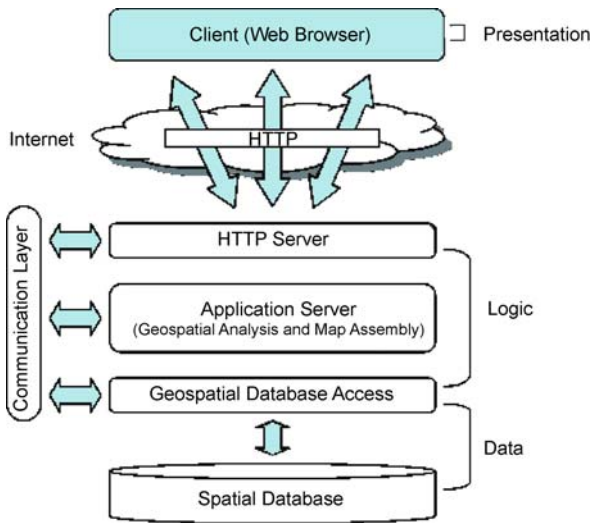 Client (Web Browser)
Presentation
Internet
HTTP
Communication Layer
HTTP Server
Application Server
(Geospatial Analysis and Map Assembly)
Logic
Geospatial Database Access
Data
Spatial Database